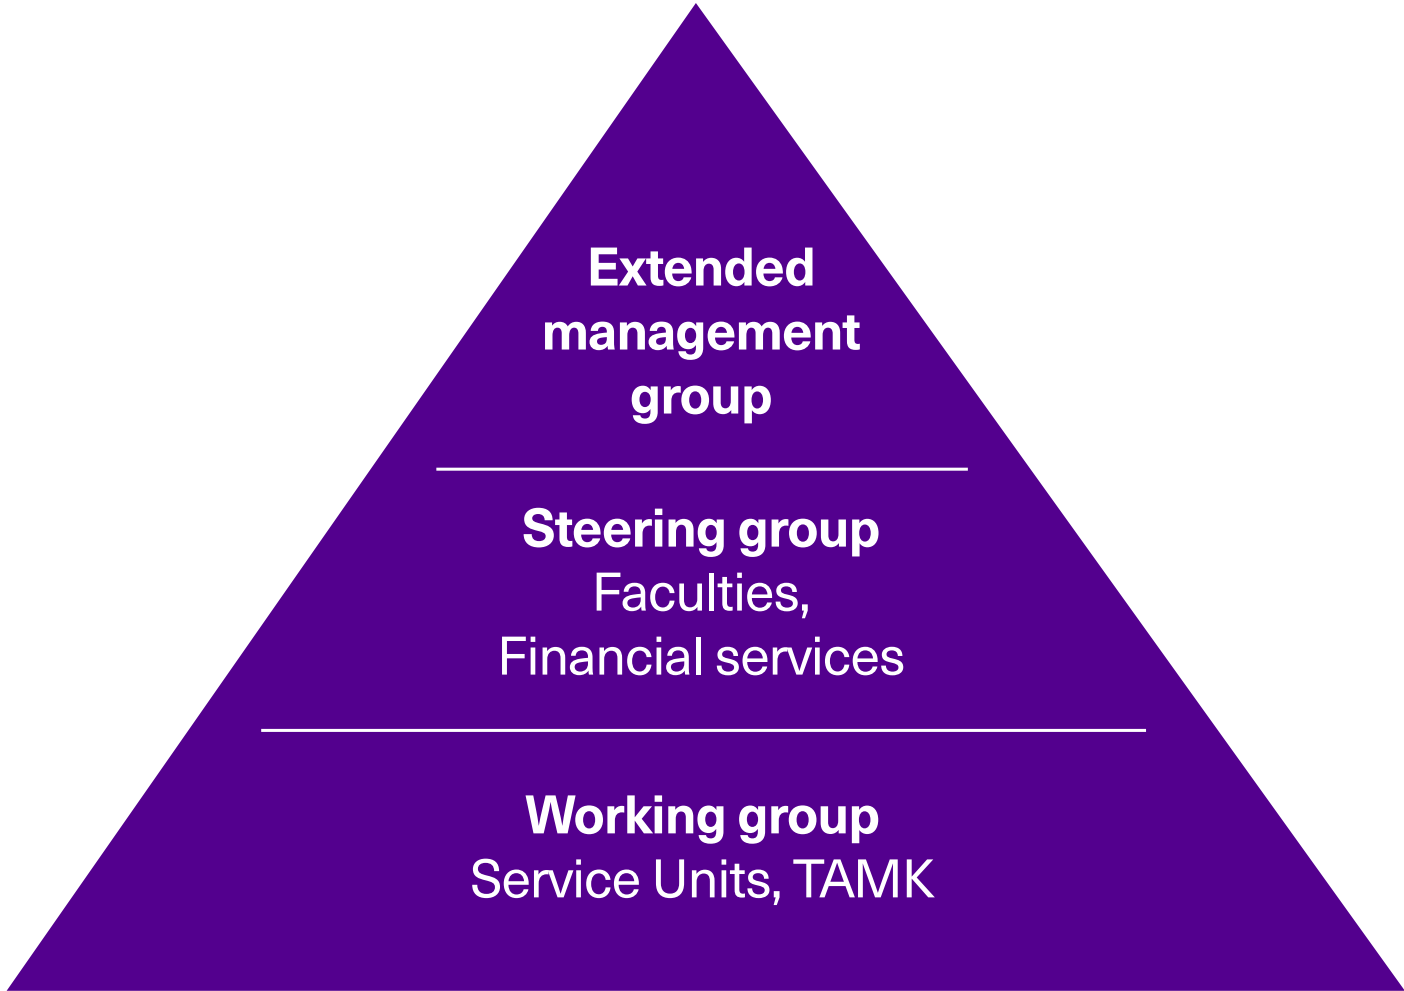 Extended
management
group
Steering group
Faculties,
Financial services
Working group
Service Units, TAMK